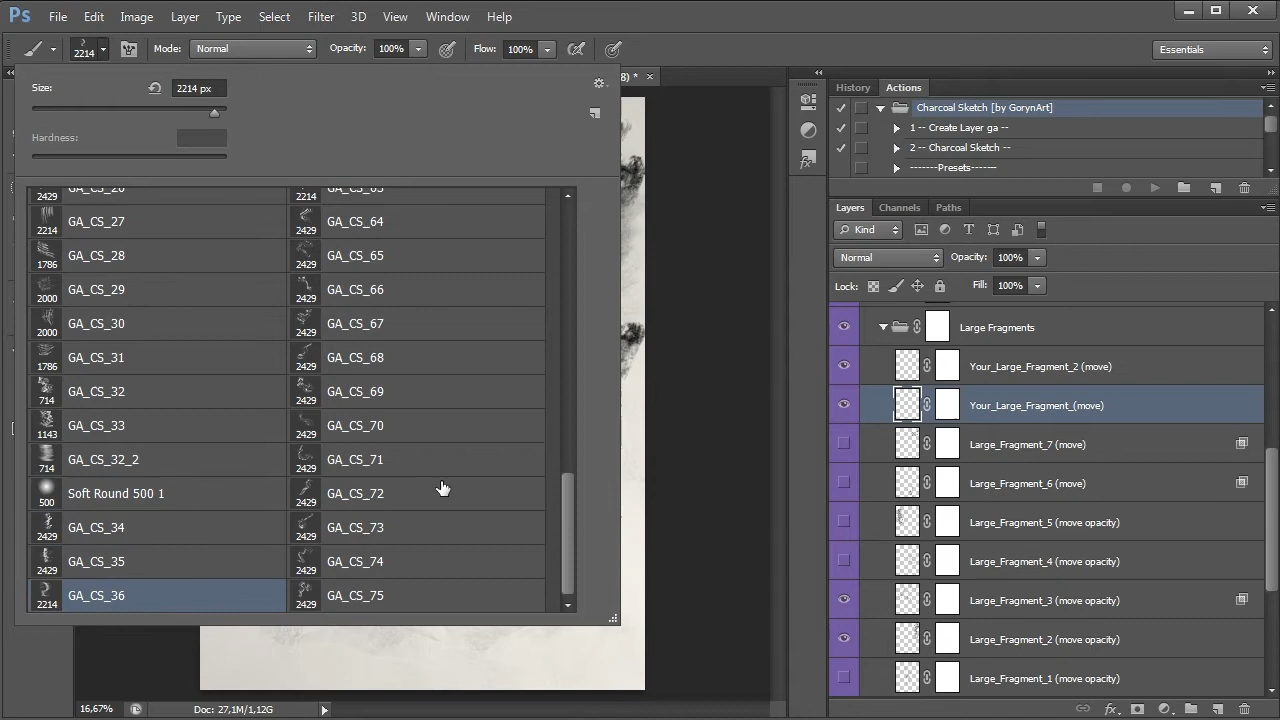 Ps File Edit Image Layer Type Select Filter 3D View Window Help
2214 Mode: Normal Opacity: 100% Flow: 100% Essentials
Size: 2214 px
Hardness:
8) *
2429 GA_CS_26
2214 GA_CS_27
1786 GA_CS_28
2000 GA_CS_29
2000 GA_CS_30
1786 GA_CS_31
714 GA_CS_32
1143 GA_CS_33
714 GA_CS_32_2
500 Soft Round 500 1
2429 GA_CS_34
2429 GA_CS_35
2214 GA_CS_36
2214 GA_CS_63
2429 GA_CS_64
2429 GA_CS_65
2429 GA_CS_66
2429 GA_CS_67
2429 GA_CS_68
2429 GA_CS_69
2429 GA_CS_70
2429 GA_CS_71
2429 GA_CS_72
2429 GA_CS_73
2429 GA_CS_74
2429 GA_CS_75
16,67% Doc: 27,1M/1,12G
History Actions
Charcoal Sketch [by GorynArt]
1 -- Create Layer ga --
2 -- Charcoal Sketch --
-------Presets-------
Layers Channels Paths
Kind
Normal Opacity: 100%
Lock: Fill: 100%
Large Fragments
Your_Large_Fragment_2 (move)
Your_Large_Fragment_(move)
Large_Fragment_7 (move)
Large_Fragment_6 (move)
Large_Fragment_5 (move opacity)
Large_Fragment_4 (move opacity)
Large_Fragment_3 (move opacity)
Large_Fragment_2 (move opacity)
Large_Fragment_1 (move opacity)
fx